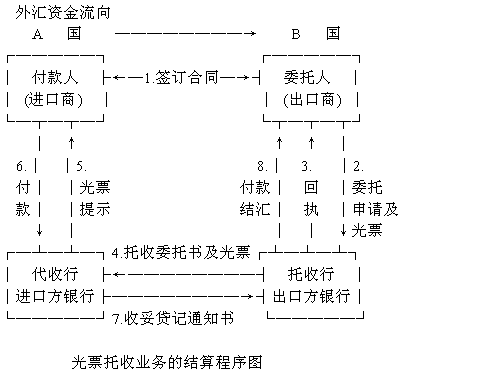 外汇资金流向
A 国 B 国
付款人 1.签订合同 委托人
(进口商) (出口商)
6. 5. 8. 3. 2.
付 光票 付款 回 委托
款 提示 结汇 执 申请及
光票
4.托收委托书及光票
代收行 托收行
进口方银行 出口方银行
7.收妥贷记通知书
光票托收业务的结算程序图